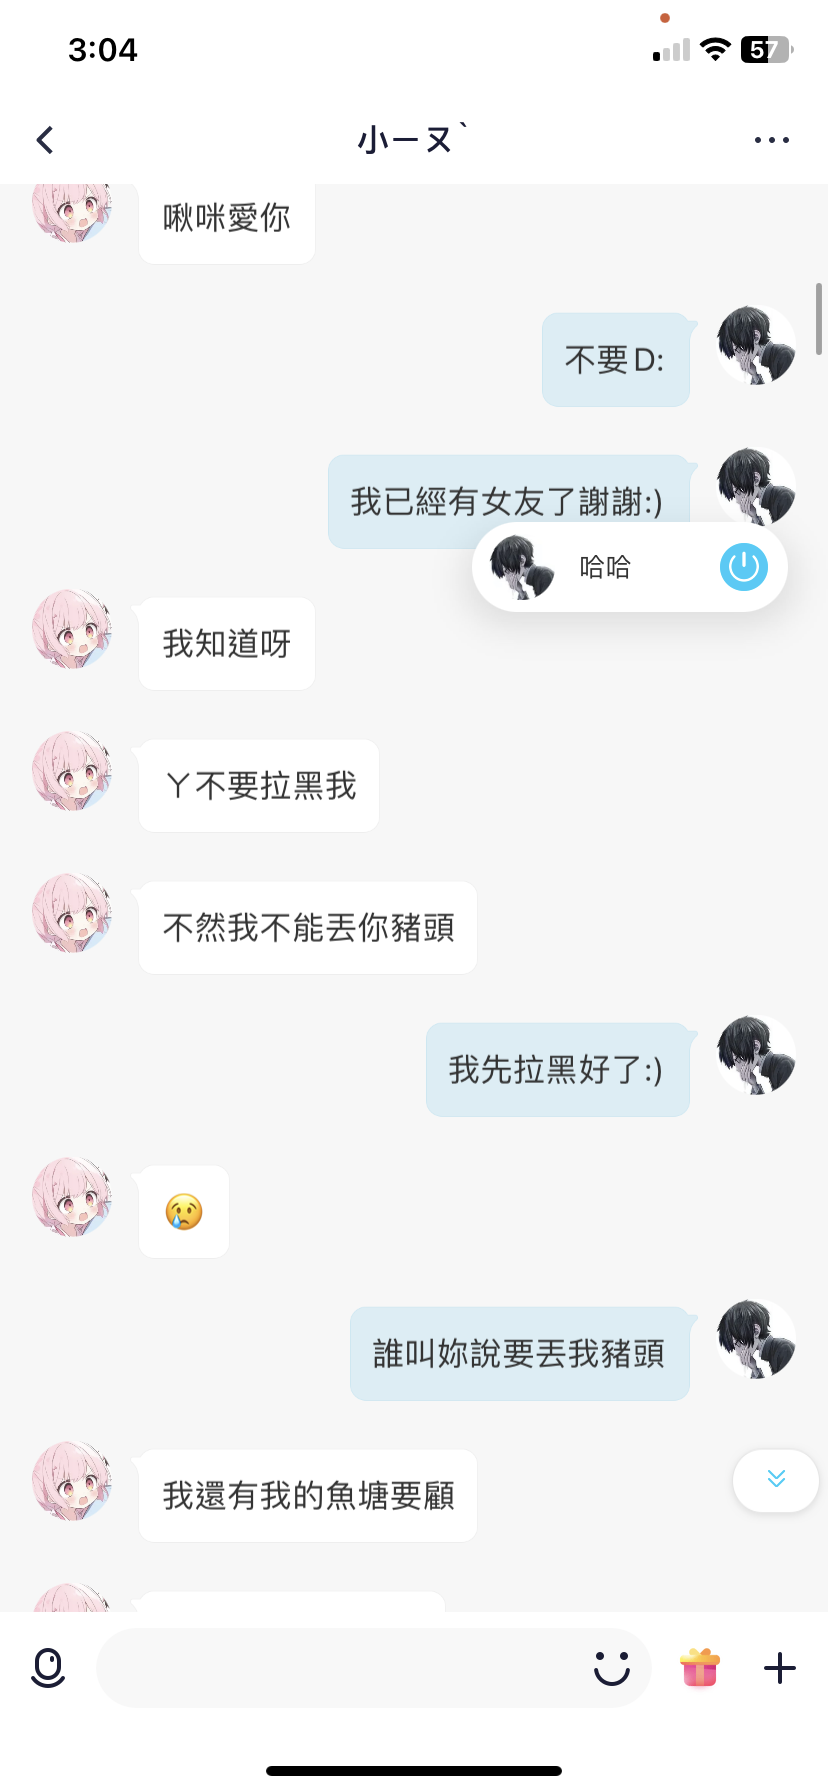 3:04
57
小ㄧヌˋ
啾咪愛你
不要D:
我已經有女友了謝謝:)
哈哈
我知道呀
ㄚ不要拉黑我
不然我不能丟你豬頭
我先拉黑好了:)
😢
誰叫妳說要丟我豬頭
我還有我的魚塘要顧